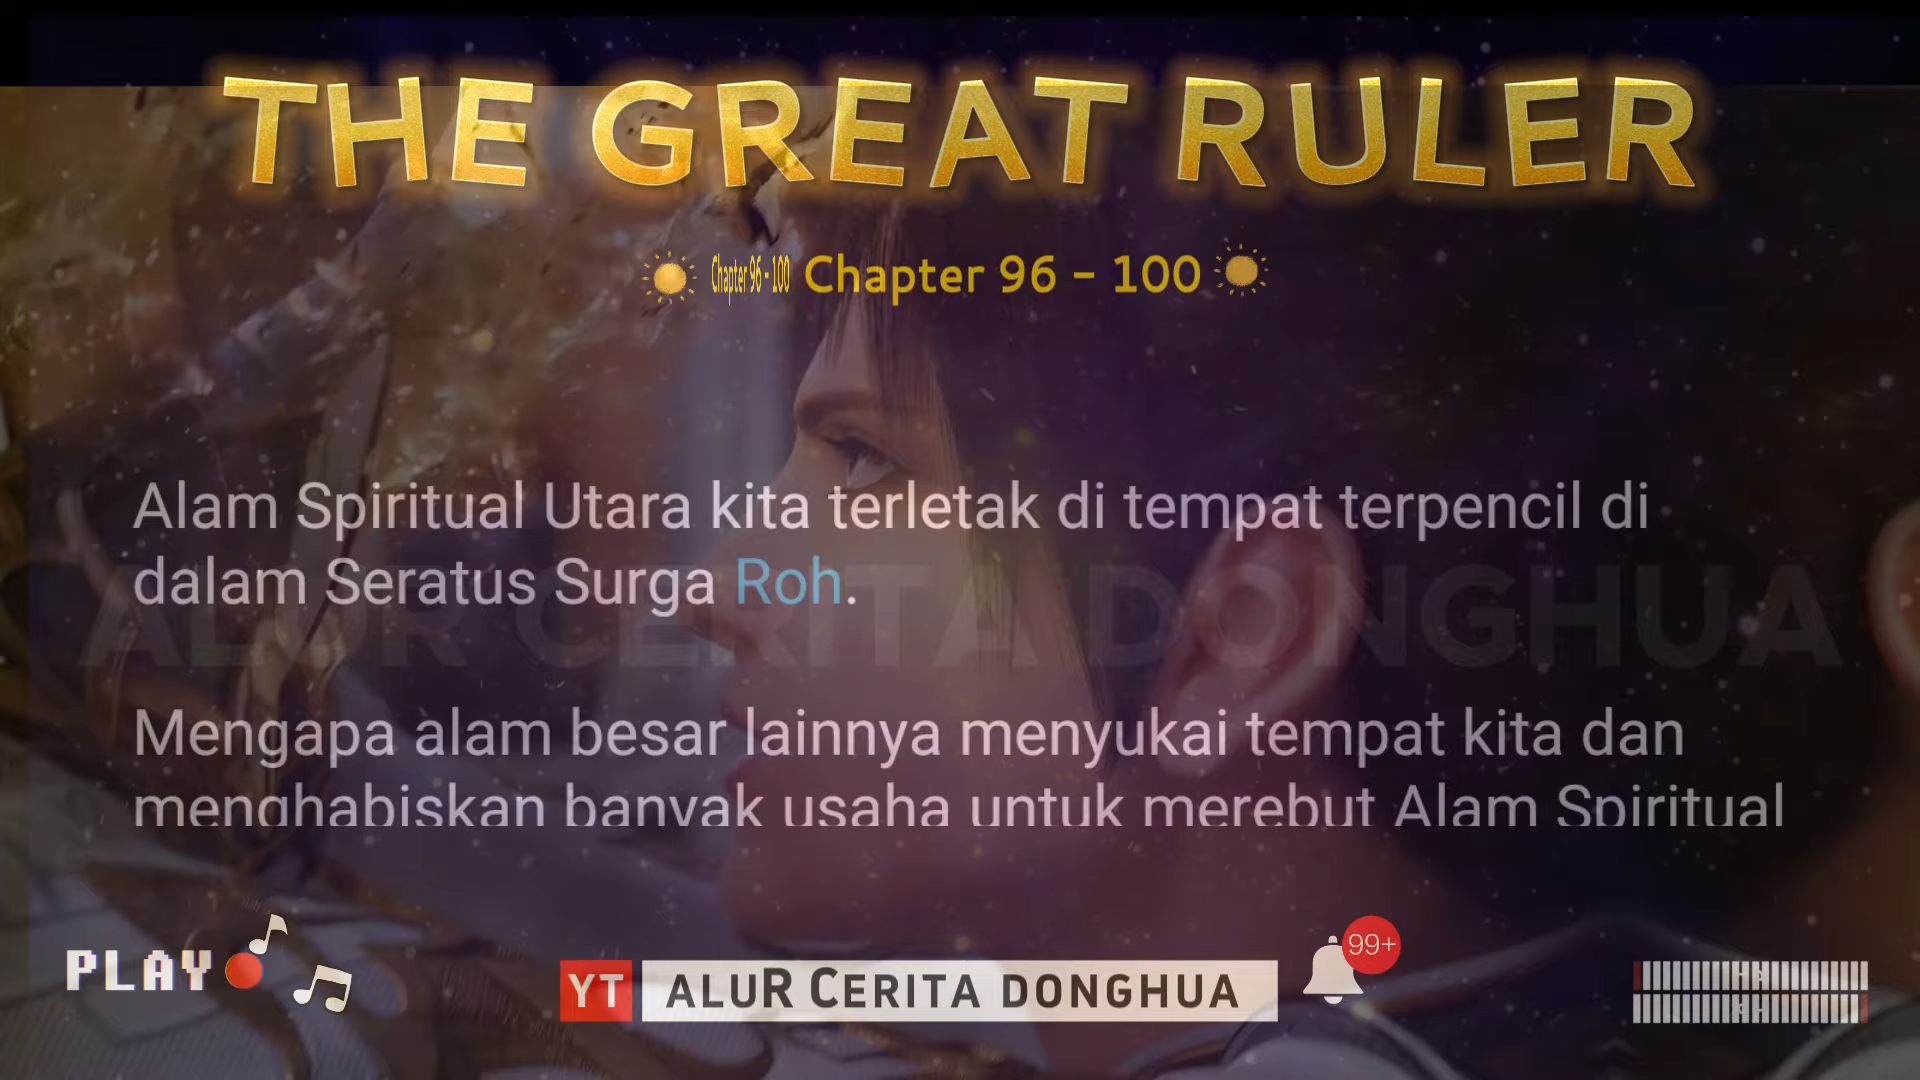 THE GREAT RULER
Chapter 96 - 100 Chapter 96 - 100
Alam Spiritual Utara kita terletak di tempat terpencil di
dalam Seratus Surga Roh.
ALUR CERITA DONGHUA
Mengapa alam besar lainnya menyukai tempat kita dan
menghabiskan banyak usaha untuk merebut Alam Spiritual
PLAY
YT ALUR CERITA DONGHUA
99+